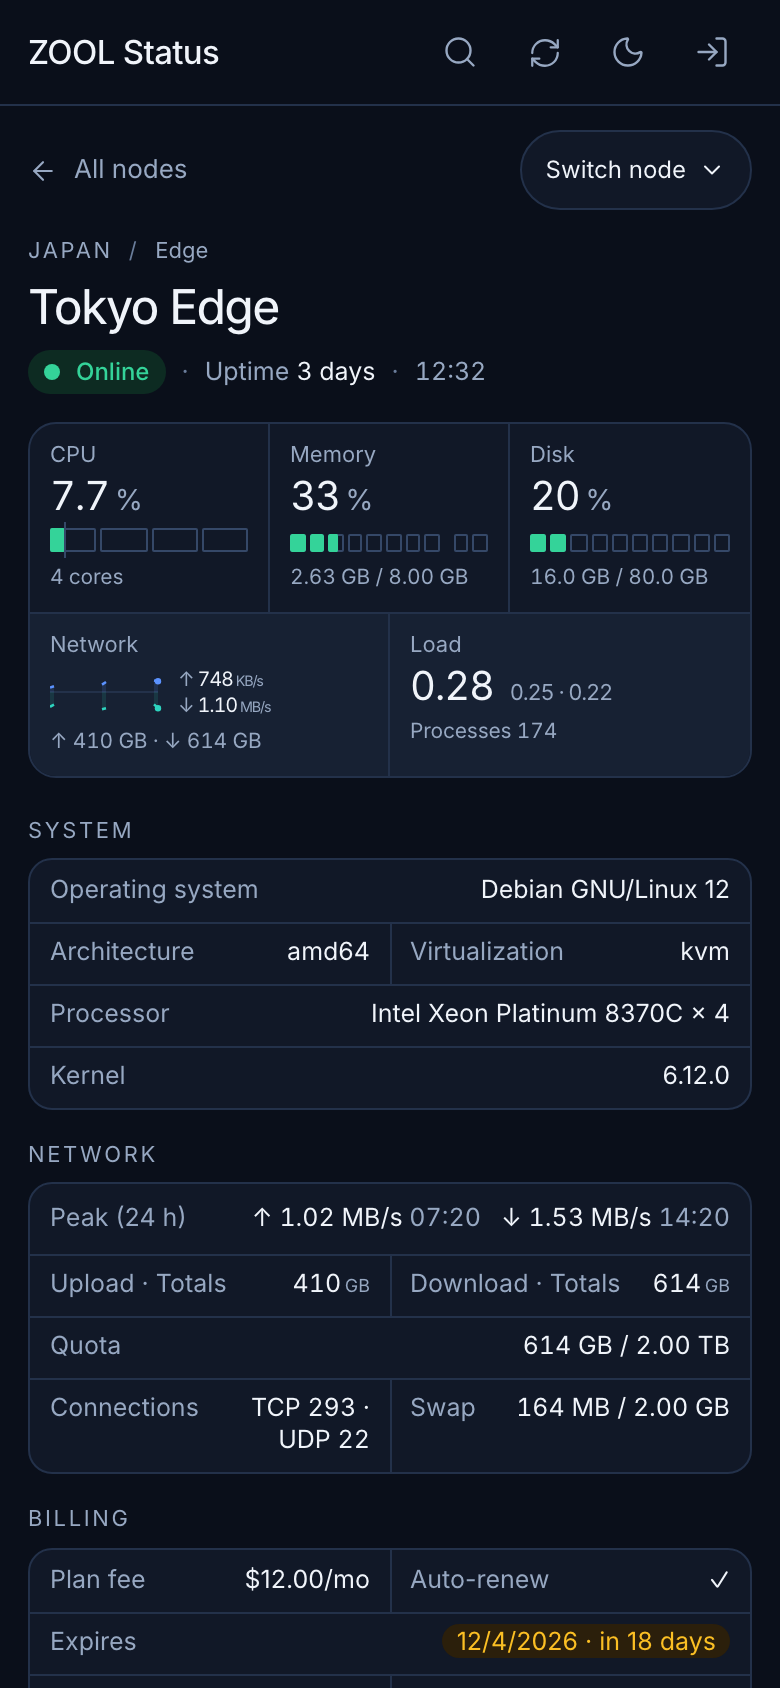 ZOOL Status
← All nodes
Switch node
JAPAN / Edge
Tokyo Edge
Online · Uptime 3 days · 12:32
CPU
7.7 %
4 cores
Memory
33 %
2.63 GB / 8.00 GB
Disk
20 %
16.0 GB / 80.0 GB
Network
↑ 748 KB/s
↓ 1.10 MB/s
↑ 410 GB · ↓ 614 GB
Load
0.28 0.25 · 0.22
Processes 174
SYSTEM
Operating system Debian GNU/Linux 12
Architecture amd64 Virtualization kvm
Processor Intel Xeon Platinum 8370C × 4
Kernel 6.12.0
NETWORK
Peak (24 h) ↑ 1.02 MB/s 07:20 ↓ 1.53 MB/s 14:20
Upload · Totals 410 GB Download · Totals 614 GB
Quota 614 GB / 2.00 TB
Connections TCP 293 ·
UDP 22
Swap 164 MB / 2.00 GB
BILLING
Plan fee $12.00/mo Auto-renew ✓
Expires 12/4/2026 · in 18 days